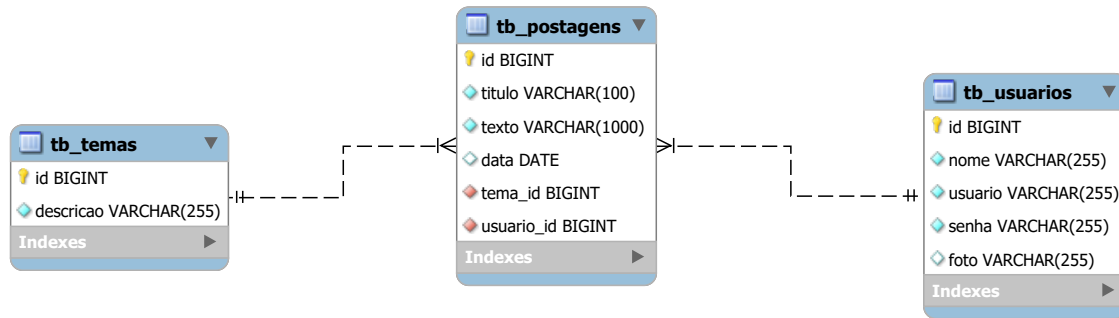 tb_temas
id BIGINT
descricao VARCHAR(255)
Indexes
tb_postagens
id BIGINT
titulo VARCHAR(100)
texto VARCHAR(1000)
data DATE
tema_id BIGINT
usuario_id BIGINT
Indexes
tb_usuarios
id BIGINT
nome VARCHAR(255)
usuario VARCHAR(255)
senha VARCHAR(255)
foto VARCHAR(255)
Indexes